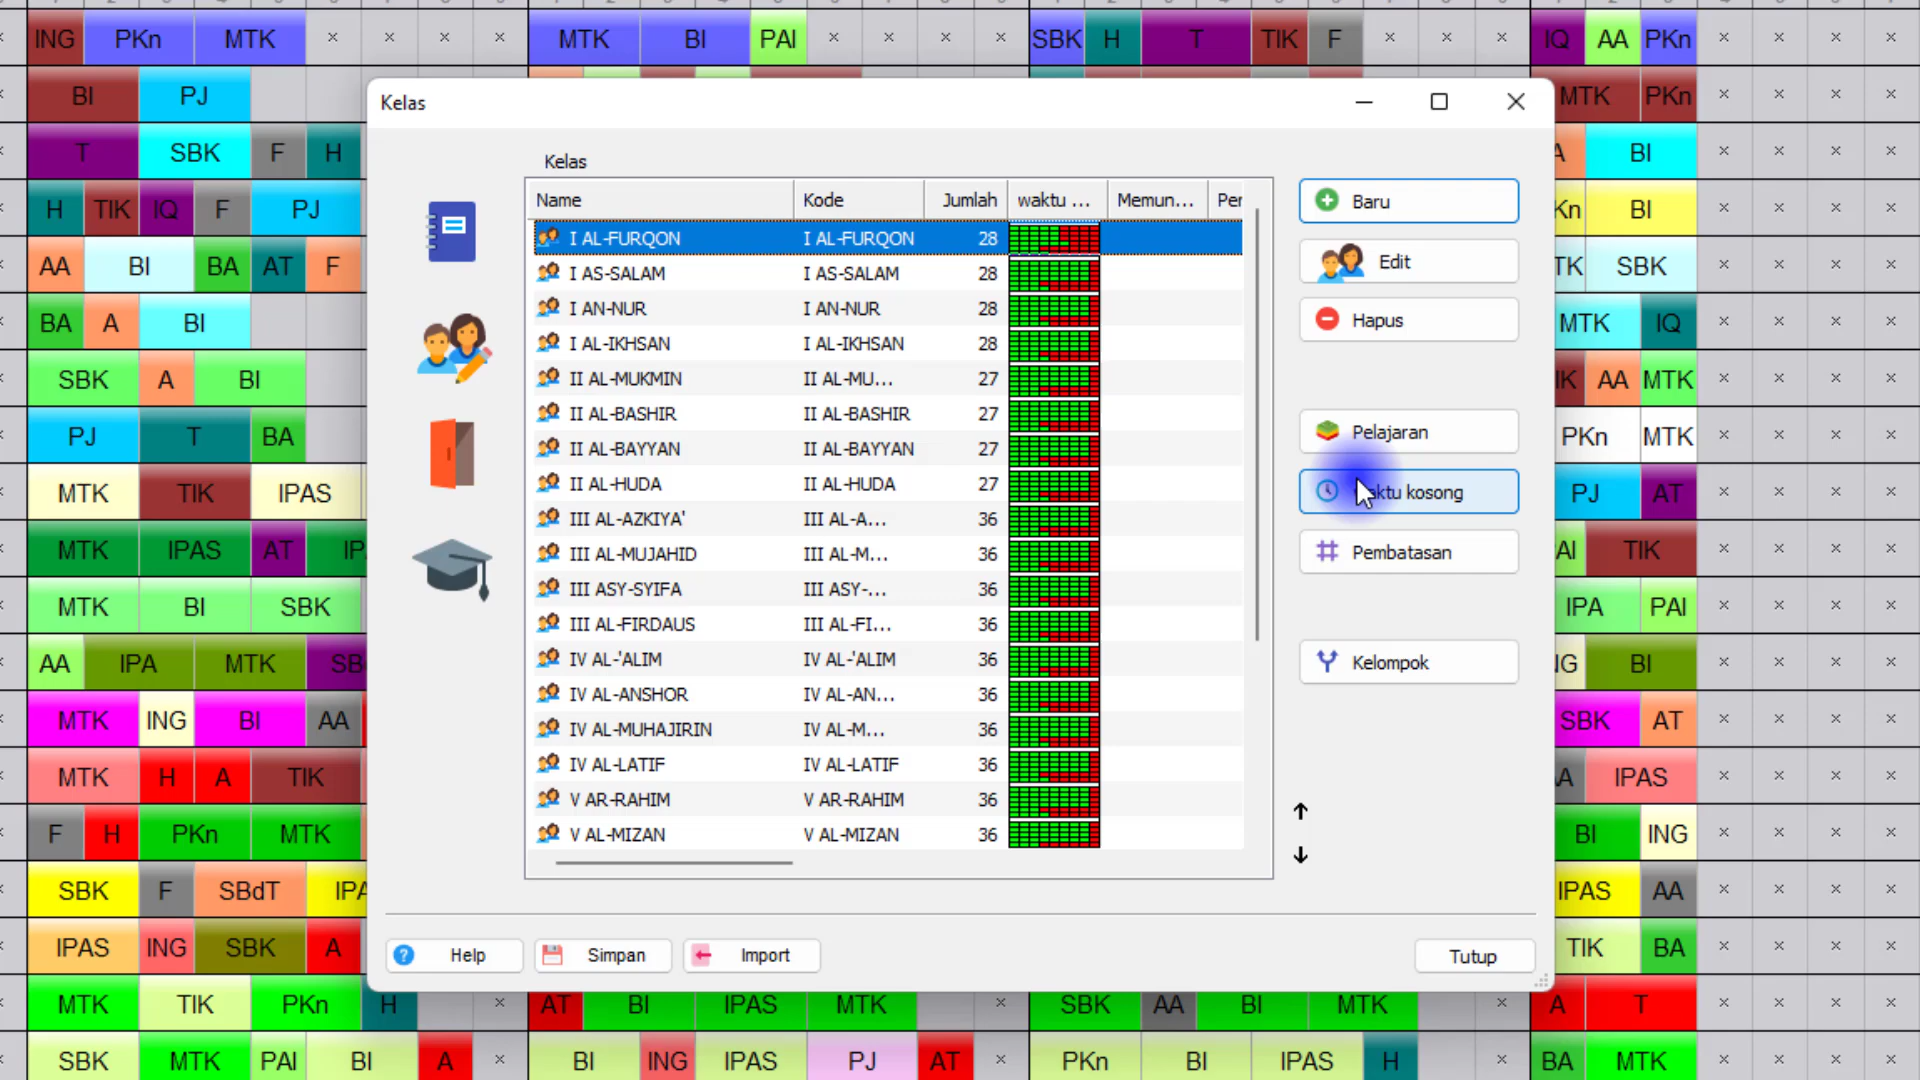 ING PKn MTK × × × × MTK BI PAI × × × × SBK H T TIK F × × × IQ AA PKn × × × ×
BI PJ MTK PKn × × × ×
T SBK F H A BI × × × ×
H TIK IQ F PJ Kn BI × × × ×
AA BI BA AT F TK SBK × × × ×
BA A BI MTK IQ × × × ×
SBK A BI IK AA MTK × × × ×
PJ T BA PKn MTK × × × ×
MTK TIK IPAS PJ AT × × × ×
MTK IPAS AT IP AI TIK × × × ×
MTK BI SBK IPA PAI × × × ×
AA IPA MTK SB IG BI × × × ×
MTK ING BI AA SBK AT × × × ×
MTK H A TIK A IPAS × × × ×
F H PKn MTK BI ING × × × ×
SBK F SBdT IPA IPAS AA × × × ×
IPAS ING SBK A TIK BA × × × ×
MTK TIK PKn H × AT BI IPAS MTK × SBK AA BI MTK × A T × × × ×
SBK MTK PAI BI A × BI ING IPAS PJ AT × PKn BI IPAS H × BA MTK × × × ×
Kelas
Kelas
Name Kode Jumlah waktu ... Memun... Per
I AL-FURQON I AL-FURQON 28
I AS-SALAM I AS-SALAM 28
I AN-NUR I AN-NUR 28
I AL-IKHSAN I AL-IKHSAN 28
II AL-MUKMIN II AL-MU... 27
II AL-BASHIR II AL-BASHIR 27
II AL-BAYYAN II AL-BAYYAN 27
II AL-HUDA II AL-HUDA 27
III AL-AZKIYA' III AL-A... 36
III AL-MUJAHID III AL-M... 36
III ASY-SYIFA III ASY-... 36
III AL-FIRDAUS III AL-FI... 36
IV AL-'ALIM IV AL-'ALIM 36
IV AL-ANSHOR IV AL-AN... 36
IV AL-MUHAJIRIN IV AL-M... 36
IV AL-LATIF IV AL-LATIF 36
V AR-RAHIM V AR-RAHIM 36
V AL-MIZAN V AL-MIZAN 36
Baru
Edit
Hapus
Pelajaran
aktu kosong
Pembatasan
Kelompok
Help Simpan Import Tutup